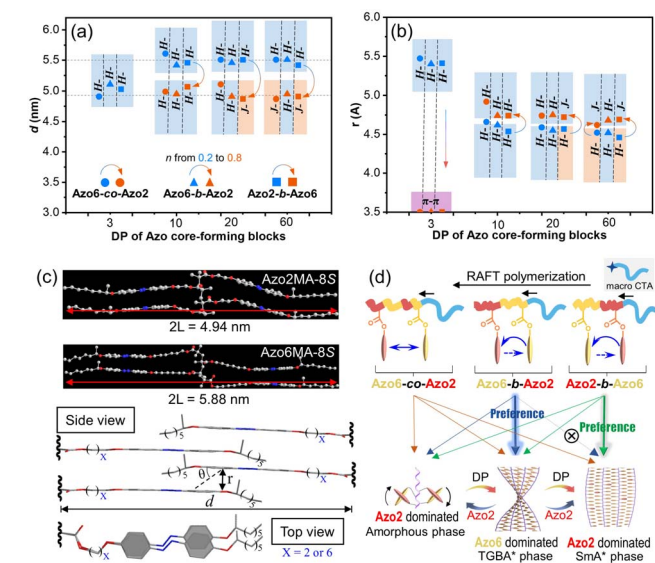 (a)
d (nm)
6.0
5.5
5.0
4.5
4.0
3.5
H- H- H-
H- H- H-
H- H- H-
H- H- H-
H- H- H-
H- H- J-
H- H- H-
J- H- J-
n from 0.2 to 0.8
Azo6-co-Azo2
Azo6-b-Azo2
Azo2-b-Azo6
3
10
20
60
DP of Azo core-forming blocks
(b)
r (A)
6.0
5.5
5.0
4.5
4.0
3.5
H- H- H-
H- H- H-
H- H- H-
H- H- J-
H- H- H-
J- H- J-
H- H- H-
π-π
3
10
20
60
DP of Azo core-forming blocks
(c)
Azo2MA-8S
2L = 4.94 nm
Azo6MA-8S
2L = 5.88 nm
Side view
5
X
θ
r
d
Top view
X = 2 or 6
(d)
RAFT polymerization
macro CTA
Azo6-co-Azo2
Azo6-b-Azo2
Azo2-b-Azo6
Preference
Preference
DP
DP
Azo2
Azo2
Azo2 dominated
Amorphous phase
Azo6 dominated
TGBA* phase
Azo2 dominated
SmA* phase